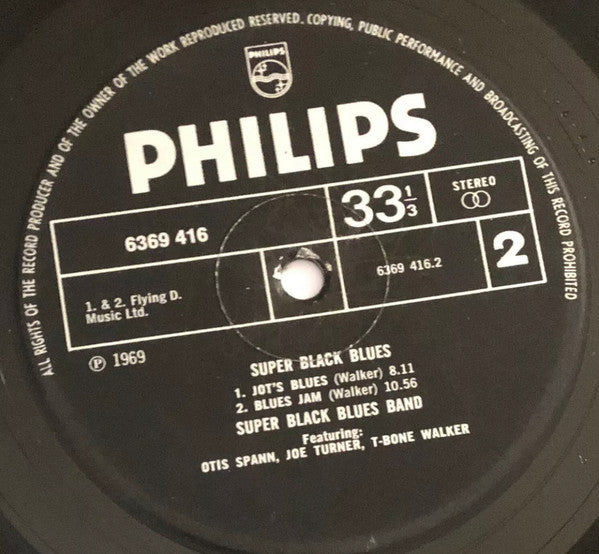 ALL RIGHTS OF THE RECORD PRODUCER AND OF THE OWNER OF THE WORK REPRODUCED RESERVED. COPYING, PUBLIC PERFORMANCE AND BROADCASTING OF THIS RECORD PROHIBITED
PHILIPS
PHILIPS
6369 416
33 1/3
STEREO
1. & 2. Flying D.
Music Ltd.
6369 416.2
2
Ⓟ 1969
SUPER BLACK BLUES
1. JOT'S BLUES (Walker) 8.11
2. BLUES JAM (Walker) 10.56
SUPER BLACK BLUES BAND
Featuring:
OTIS SPANN, JOE TURNER, T-BONE WALKER